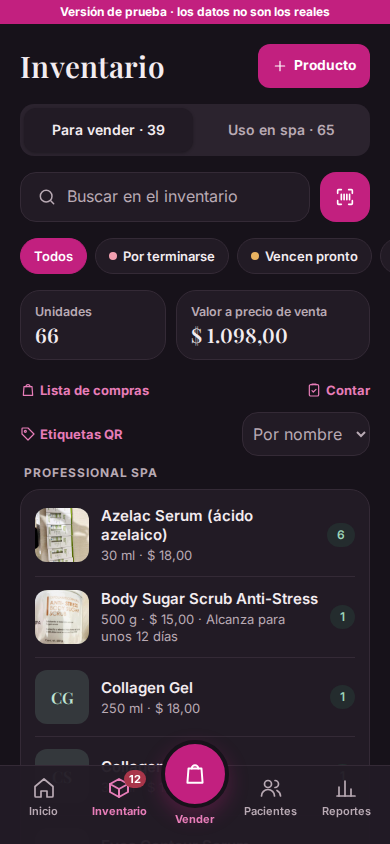 Versión de prueba · los datos no son los reales
Inventario
+ Producto
Para vender · 39
Uso en spa · 65
Buscar en el inventario
Todos
Por terminarse
Vencen pronto
Unidades
66
Valor a precio de venta
$ 1.098,00
Lista de compras
Contar
Etiquetas QR
Por nombre
PROFESSIONAL SPA
Azelac Serum (ácido
azelaico)
30 ml · $ 18,00
6
Body Sugar Scrub Anti-Stress
500 g · $ 15,00 · Alcanza para
unos 12 días
1
CG
Collagen Gel
250 ml · $ 18,00
1
12
Inicio
Inventario
Vender
Pacientes
Reportes